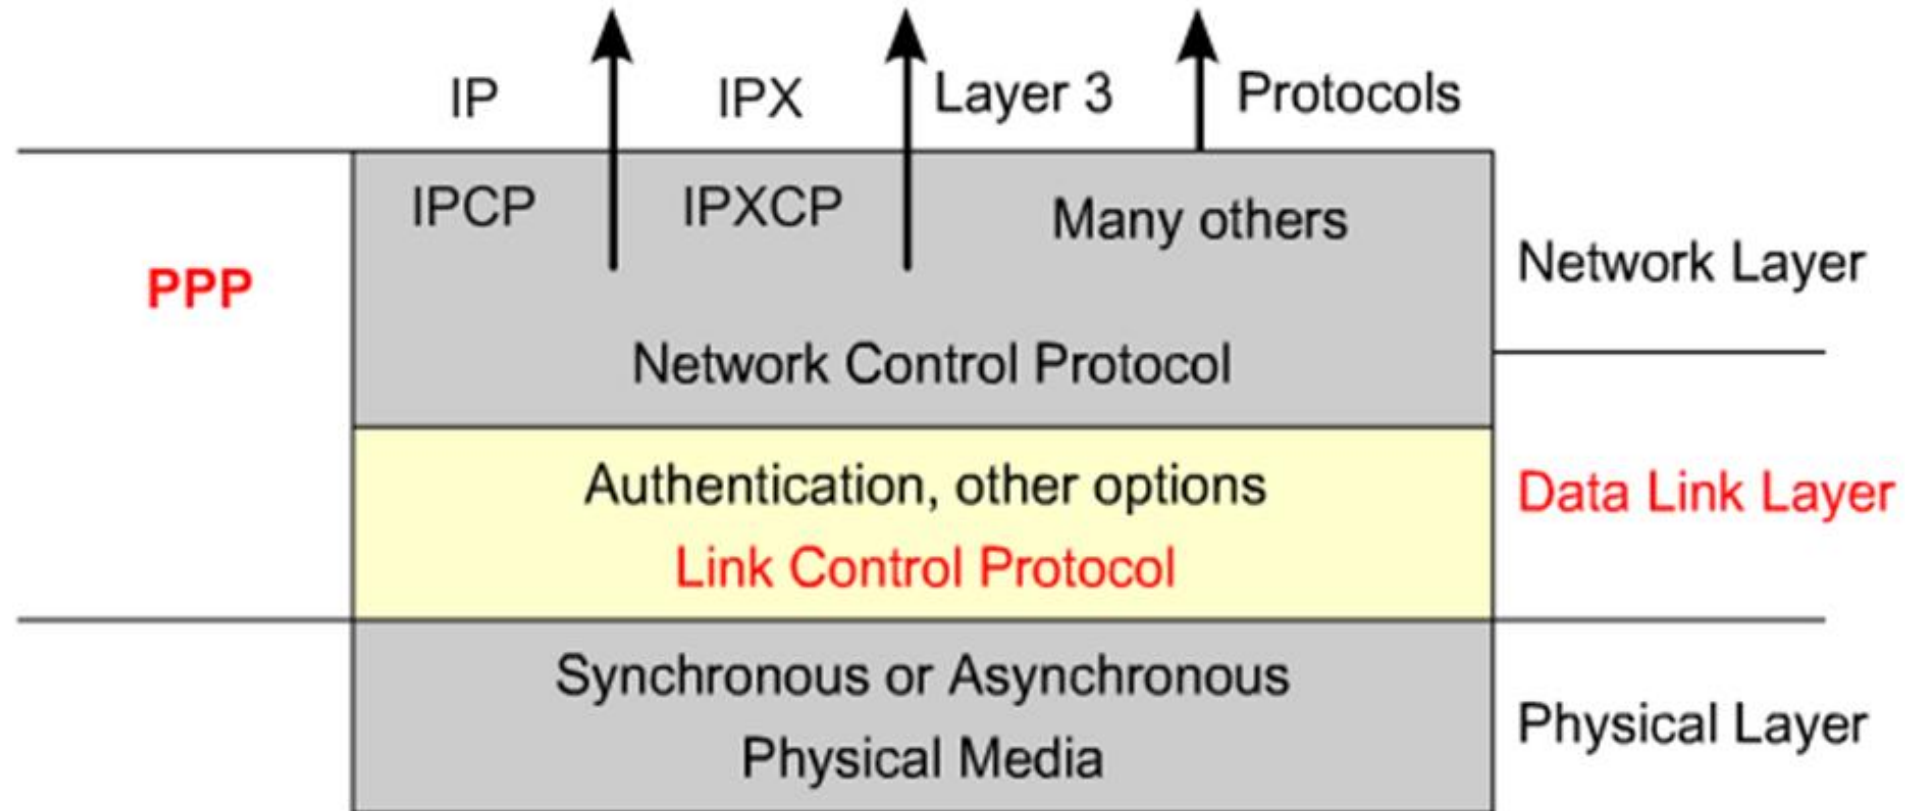 IP IPX Layer 3 Protocols
IPCP IPXCP Many others
Network Layer
PPP
Network Control Protocol
Authentication, other options
Data Link Layer
Link Control Protocol
Synchronous or Asynchronous
Physical Layer
Physical Media